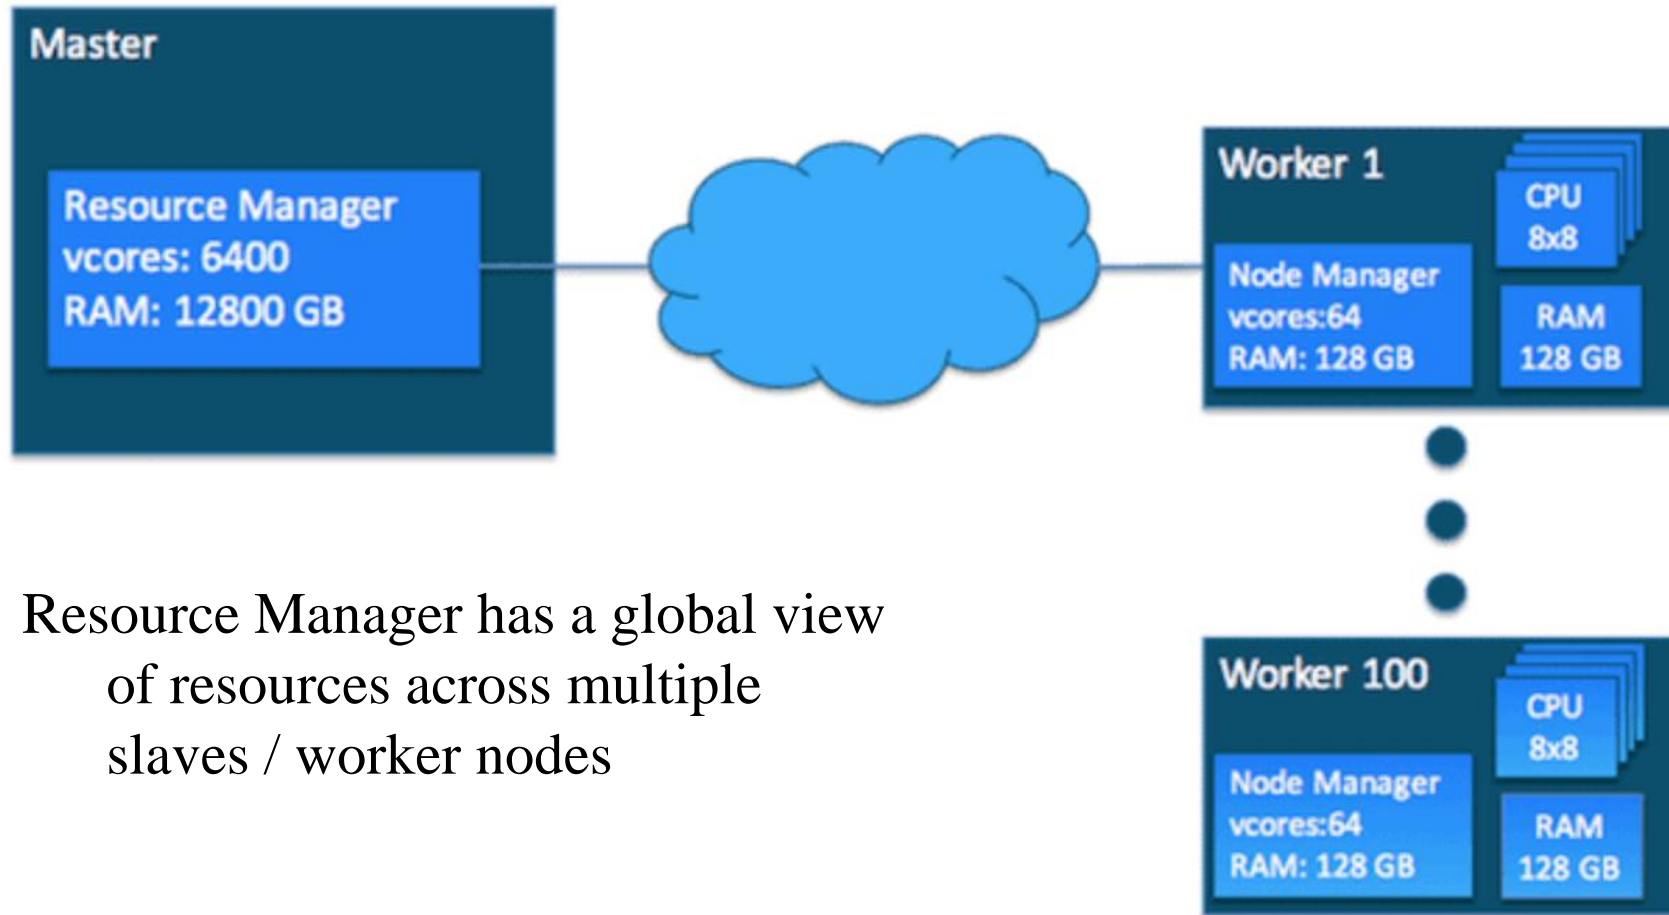 Master
Resource Manager
vcores: 6400
RAM: 12800 GB
Worker 1
CPU
8x8
Node Manager
vcores:64
RAM: 128 GB
RAM
128 GB
Resource Manager has a global view
of resources across multiple
slaves / worker nodes
Worker 100
CPU
8x8
Node Manager
vcores:64
RAM: 128 GB
RAM
128 GB